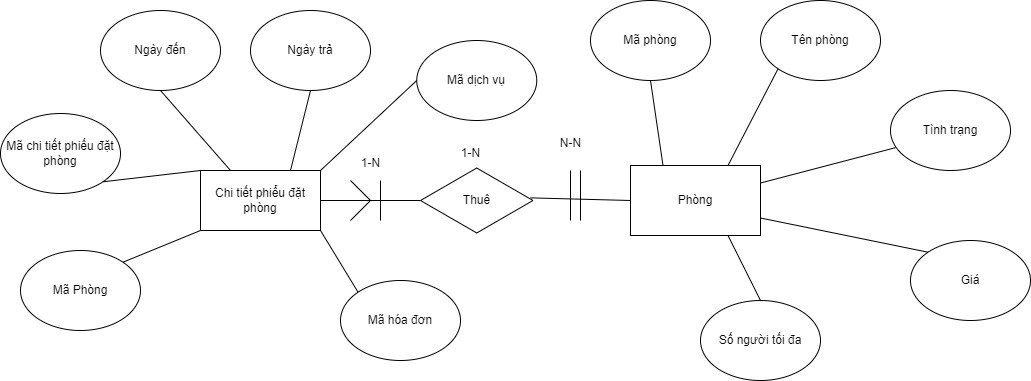 Ngày đến
Ngày trả
Mã dịch vụ
Mã chi tiết phiếu đặt
phòng
Chi tiết phiếu đặt
phòng
Mã Phòng
Mã hóa đơn
1-N
1-N
N-N
Thuê
Mã phòng
Tên phòng
Tình trạng
Phòng
Giá
Số người tối đa